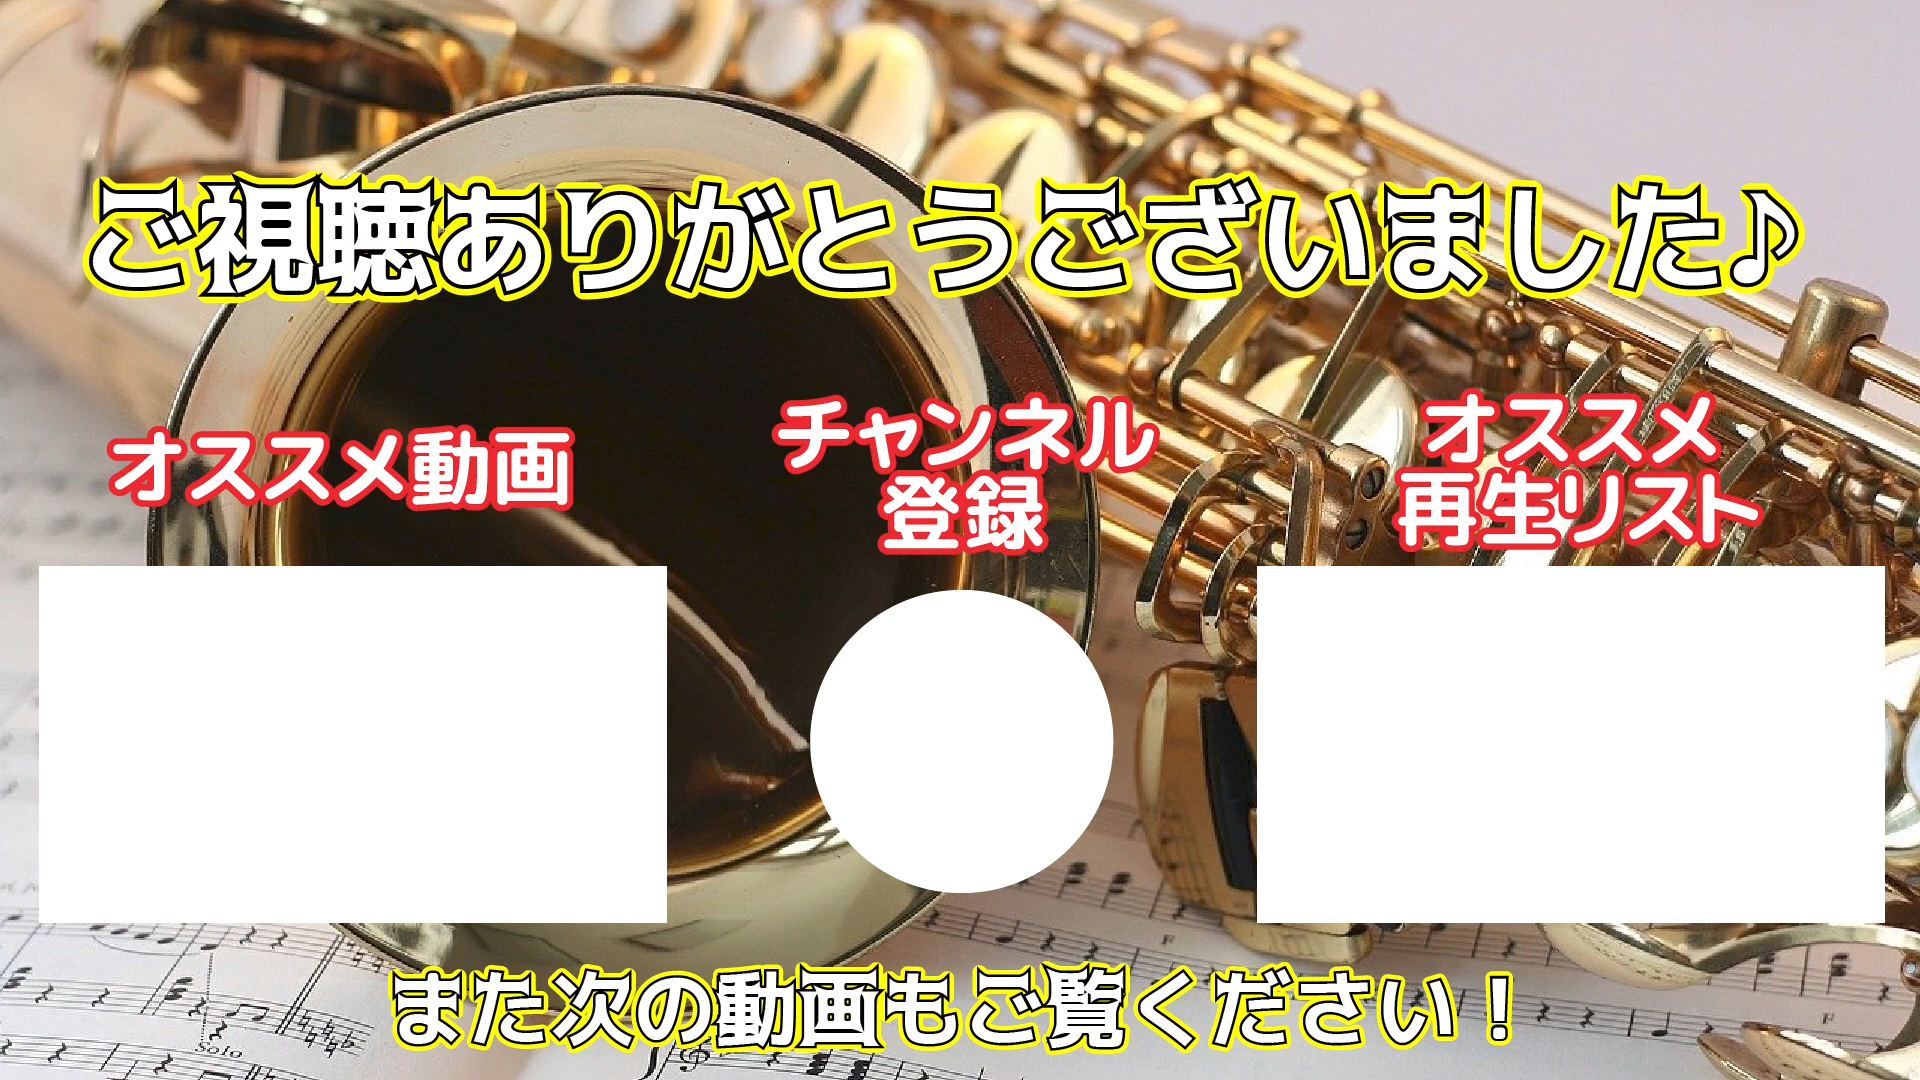 ご視聴ありがとうございました♪
オススメ動画
チャンネル
登録
オススメ
再生リスト
F
F
Solo
また次の動画もご覧ください！